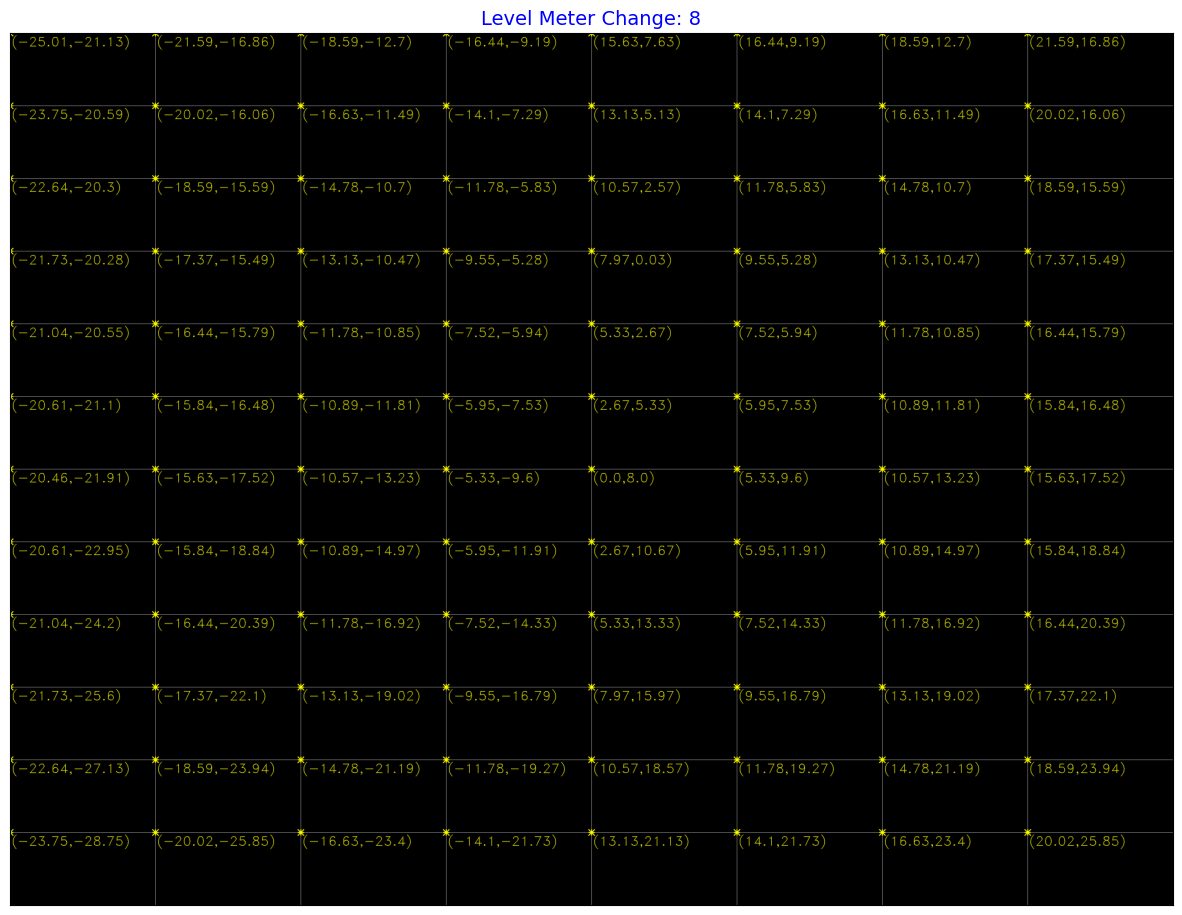 Level Meter Change: 8
(-25.01,-21.13) (-21.59,-16.86) (-18.59,-12.7) (-16.44,-9.19) (15.63,7.63) (16.44,9.19) (18.59,12.7) (21.59,16.86)
(-23.75,-20.59) (-20.02,-16.06) (-16.63,-11.49) (-14.1,-7.29) (13.13,5.13) (14.1,7.29) (16.63,11.49) (20.02,16.06)
(-22.64,-20.3) (-18.59,-15.59) (-14.78,-10.7) (-11.78,-5.83) (10.57,2.57) (11.78,5.83) (14.78,10.7) (18.59,15.59)
(-21.73,-20.28) (-17.37,-15.49) (-13.13,-10.47) (-9.55,-5.28) (7.97,0.03) (9.55,5.28) (13.13,10.47) (17.37,15.49)
(-21.04,-20.55) (-16.44,-15.79) (-11.78,-10.85) (-7.52,-5.94) (5.33,2.67) (7.52,5.94) (11.78,10.85) (16.44,15.79)
(-20.61,-21.1) (-15.84,-16.48) (-10.89,-11.81) (-5.95,-7.53) (2.67,5.33) (5.95,7.53) (10.89,11.81) (15.84,16.48)
(-20.46,-21.91) (-15.63,-17.52) (-10.57,-13.23) (-5.33,-9.6) (0.0,8.0) (5.33,9.6) (10.57,13.23) (15.63,17.52)
(-20.61,-22.95) (-15.84,-18.84) (-10.89,-14.97) (-5.95,-11.91) (2.67,10.67) (5.95,11.91) (10.89,14.97) (15.84,18.84)
(-21.04,-24.2) (-16.44,-20.39) (-11.78,-16.92) (-7.52,-14.33) (5.33,13.33) (7.52,14.33) (11.78,16.92) (16.44,20.39)
(-21.73,-25.6) (-17.37,-22.1) (-13.13,-19.02) (-9.55,-16.79) (7.97,15.97) (9.55,16.79) (13.13,19.02) (17.37,22.1)
(-22.64,-27.13) (-18.59,-23.94) (-14.78,-21.19) (-11.78,-19.27) (10.57,18.57) (11.78,19.27) (14.78,21.19) (18.59,23.94)
(-23.75,-28.75) (-20.02,-25.85) (-16.63,-23.4) (-14.1,-21.73) (13.13,21.13) (14.1,21.73) (16.63,23.4) (20.02,25.85)